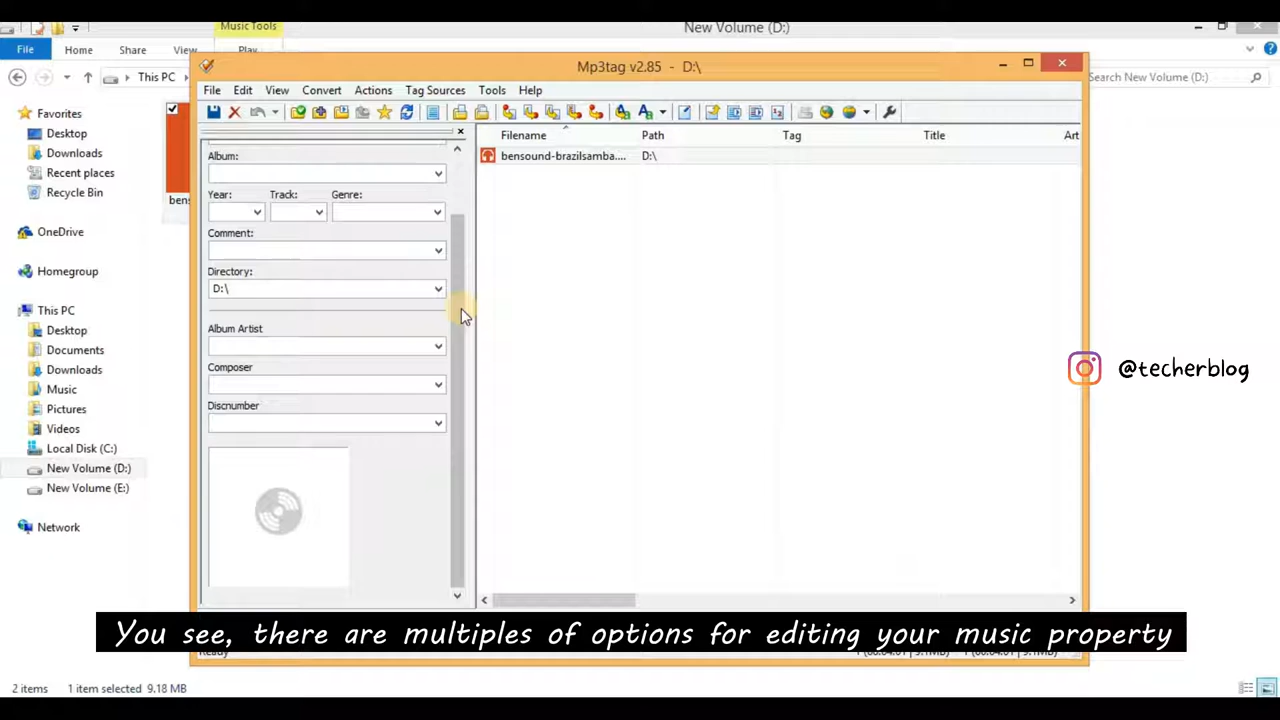 Music Tools
New Volume (D:)
File
Home
Share
View
Play
This PC
Search New Volume (D:)
Favorites
Desktop
Downloads
Recent places
Recycle Bin
OneDrive
Homegroup
This PC
Desktop
Documents
Downloads
Music
Pictures
Videos
Local Disk (C:)
New Volume (D:)
New Volume (E:)
Network
2 items
1 item selected 9.18 MB
bens
Mp3tag v2.85 - D:\
File Edit View Convert Actions Tag Sources Tools Help
Album:
Year: Track: Genre:
Comment:
Directory:
D:\
Album Artist
Composer
Discnumber
Filename Path Tag Title Art
bensound-brazilsamba.... D:\
@techerblog
You see, there are multiples of options for editing your music property